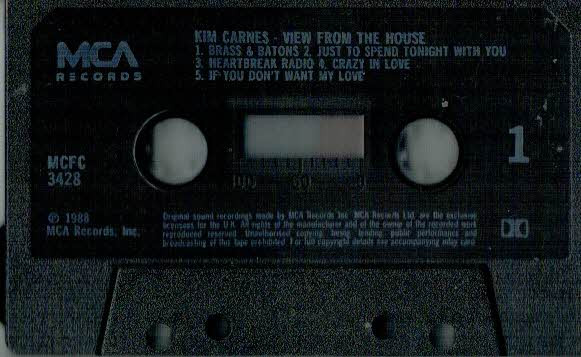 KIM CARNES - VIEW FROM THE HOUSE
1. BRASS & BATONS 2. JUST TO SPEND TONIGHT WITH YOU
3. HEARTBREAK RADIO 4. CRAZY IN LOVE
5. IF YOU DON'T WANT MY LOVE
MCA
RECORDS
1
MCFC
3428
℗ 1988
MCA Records, Inc.
Original sound recordings made by MCA Records Inc. MCA Records Ltd. are the exclusive
licensees for the U.K. All rights of the manufacturer and of the owner of the recorded work
reproduced reserved. Unauthorised copying, hiring, lending, public performance and
broadcasting of this tape prohibited. For full copyright details see accompanying inlay card.